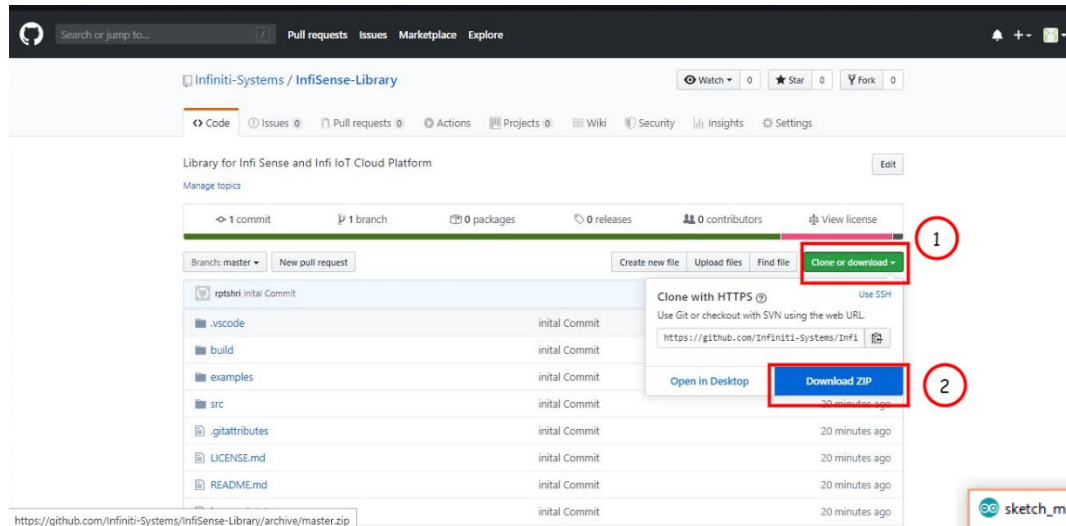 Search or jump to... / Pull requests Issues Marketplace Explore
Infiniti-Systems / InfiSense-Library Watch 0 Star 0 Fork 0
Code Issues 0 Pull requests 0 Actions Projects 0 Wiki Security Insights Settings
Library for Infi Sense and Infi IoT Cloud Platform Edit
Manage topics
1 commit 1 branch 0 packages 0 releases 0 contributors View license
1
Branch: master New pull request Create new file Upload files Find file Clone or download
rptshri inital Commit
Clone with HTTPS Use SSH
Use Git or checkout with SVN using the web URL.
https://github.com/Infiniti-Systems/Infi
Open in Desktop Download ZIP
2
.vscode inital Commit
build inital Commit
examples inital Commit
src inital Commit 20 minutes ago
.gitattributes inital Commit 20 minutes ago
LICENSE.md inital Commit 20 minutes ago
README.md inital Commit 20 minutes ago
inital Commit 20 minutes ago
https://github.com/Infiniti-Systems/InfiSense-Library/archive/master.zip
sketch_m